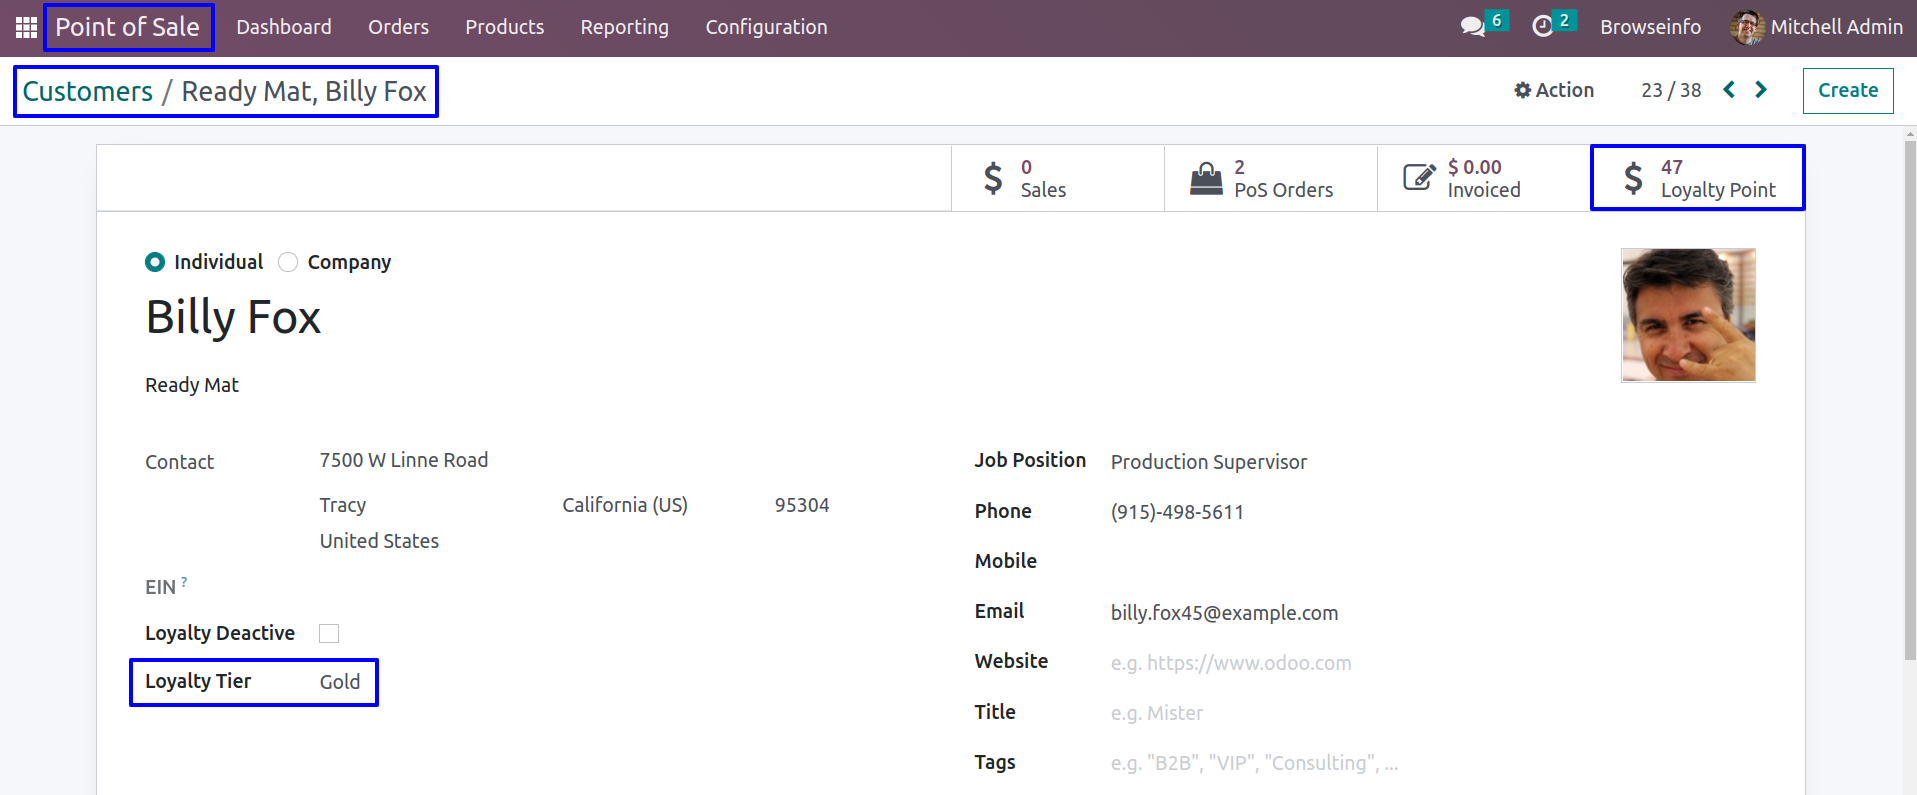 Point of Sale Dashboard Orders Products Reporting Configuration 6 2 Browseinfo Mitchell Admin
Customers / Ready Mat, Billy Fox Action 23 / 38 Create
0 2 $ 0.00 47
Sales PoS Orders Invoiced Loyalty Point
Individual Company
Billy Fox
Ready Mat
Contact 7500 W Linne Road Job Position Production Supervisor
Tracy California (US) 95304 Phone (915)-498-5611
United States
Mobile
EIN ?
Email billy.fox45@example.com
Loyalty Deactive
Website e.g. https://www.odoo.com
Loyalty Tier Gold
Title e.g. Mister
Tags e.g. "B2B", "VIP", "Consulting", ...